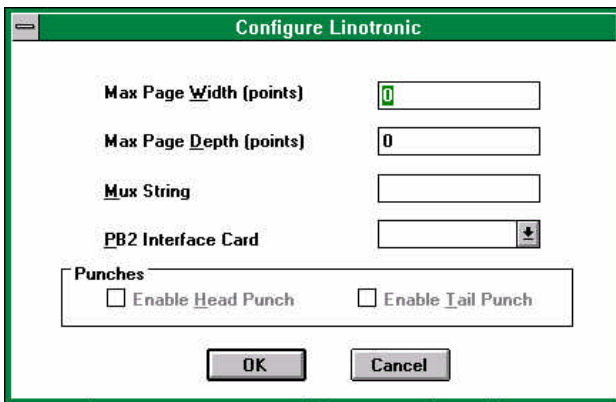 Configure Linotronic
Max Page Width (points) 0
Max Page Depth (points) 0
Mux String
PB2 Interface Card
Punches
Enable Head Punch Enable Tail Punch
OK Cancel